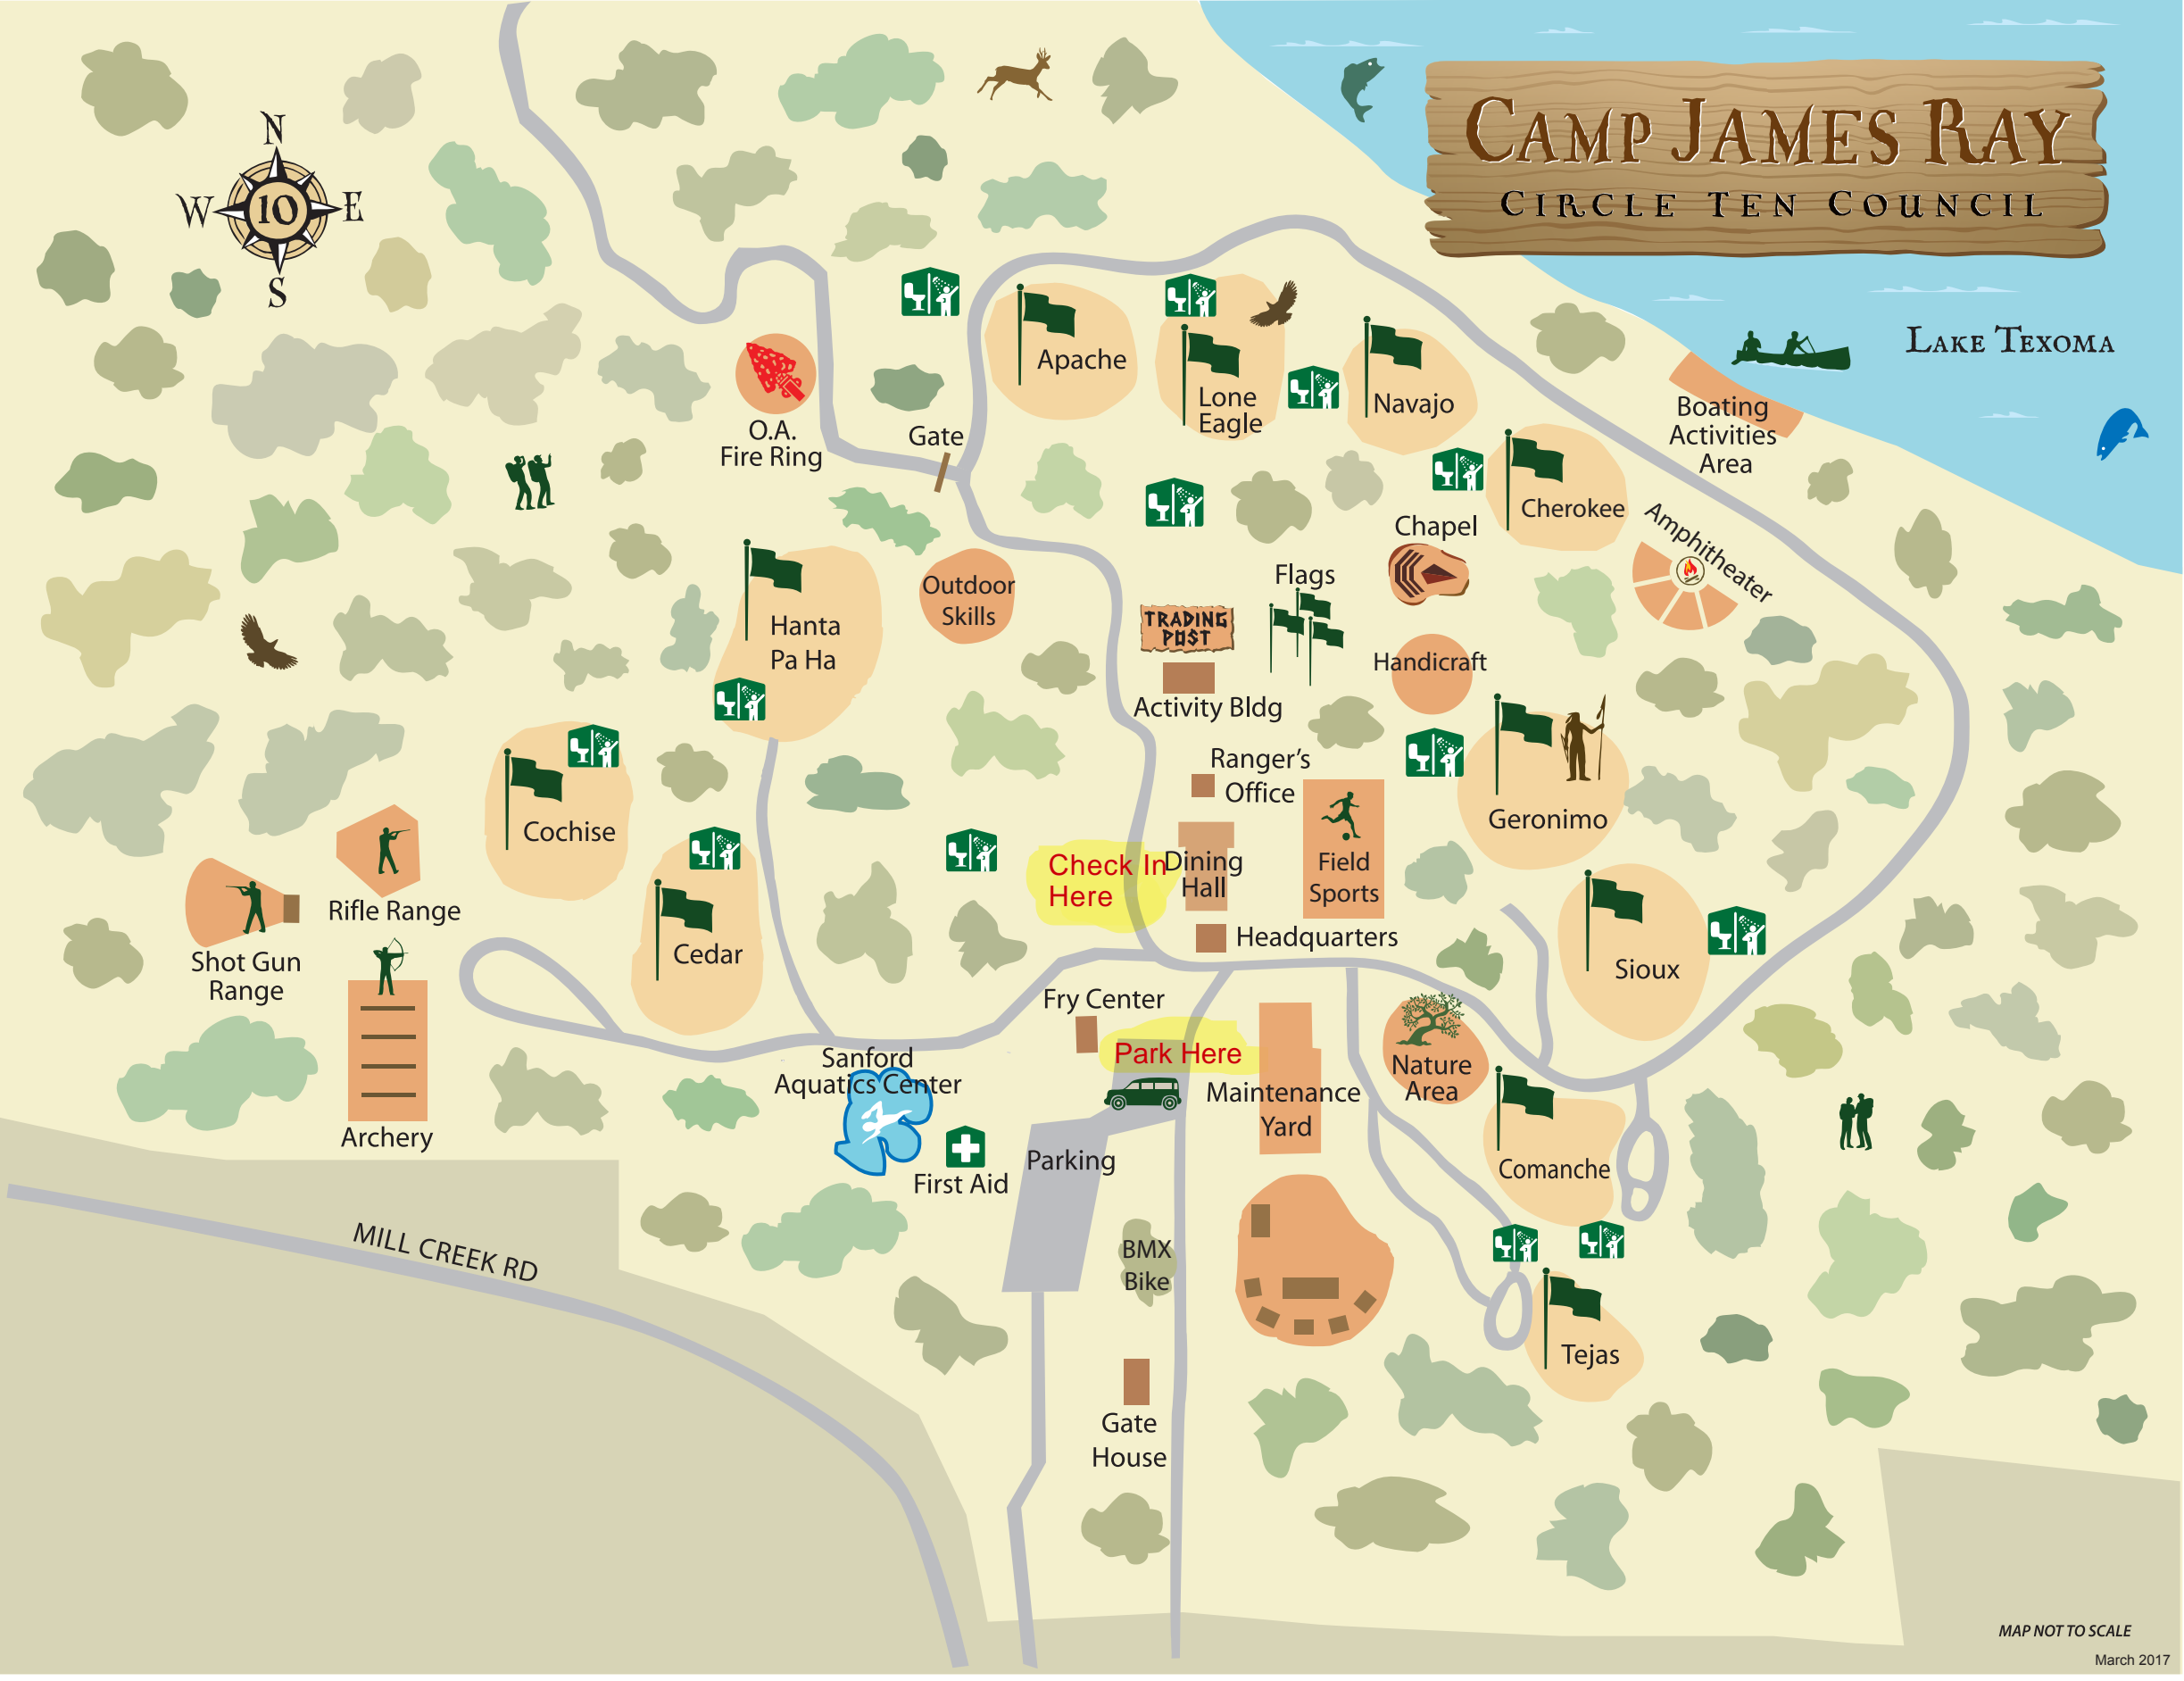 CAMP JAMES RAY
CIRCLE TEN COUNCIL
N
W
10
E
S
LAKE TEXOMA
Apache
Lone
Eagle
Navajo
Boating
Activities
Area
O.A.
Fire Ring
Gate
Cherokee
Chapel
Amphitheater
Flags
Outdoor
Skills
TRADING
POST
Hanta
Pa Ha
Handicraft
Activity Bldg
Ranger's
Office
Geronimo
Cochise
Check In
Here
Dining
Hall
Field
Sports
Rifle Range
Headquarters
Cedar
Shot Gun
Range
Sioux
Fry Center
Park Here
Sanford
Aquatics Center
Nature
Area
Maintenance
Yard
Archery
Parking
First Aid
Comanche
MILL CREEK RD
BMX
Bike
Tejas
Gate
House
MAP NOT TO SCALE
March 2017